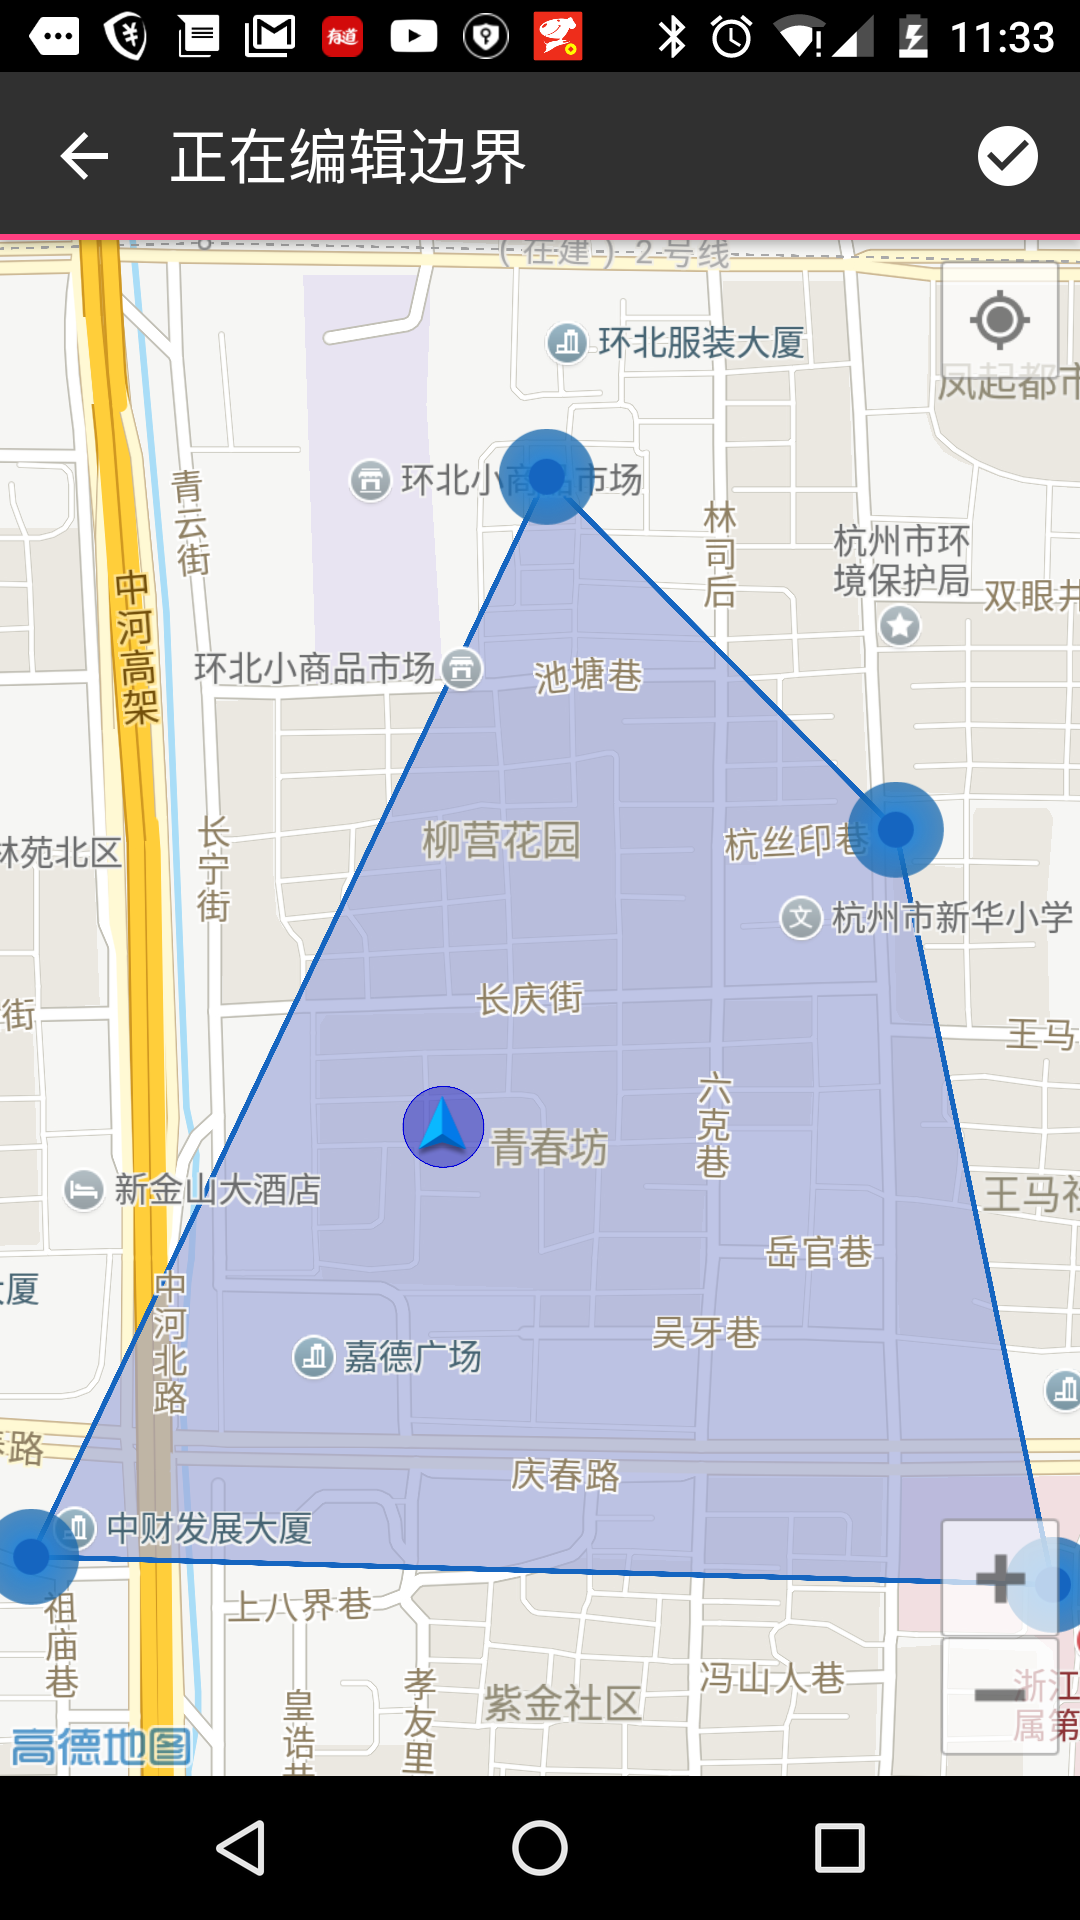 11:33
正在编辑边界
(在建) 2号线
环北服装大厦
凤起都市
环北小商品市场
青云街
林司后
杭州市环
境保护局
双眼井
中河高架
环北小商品市场
池塘巷
柳营花园
杭丝印巷
林苑北区
长宁街
文
杭州市新华小学
长庆街
街
王马
六克巷
青春坊
新金山大酒店
王马社
岳官巷
大厦
中河北路
吴牙巷
嘉德广场
路
庆春路
中财发展大厦
祖庙巷
上八界巷
冯山人巷
孝友里
紫金社区
皇诰
浙江
属第
高德地图
有道